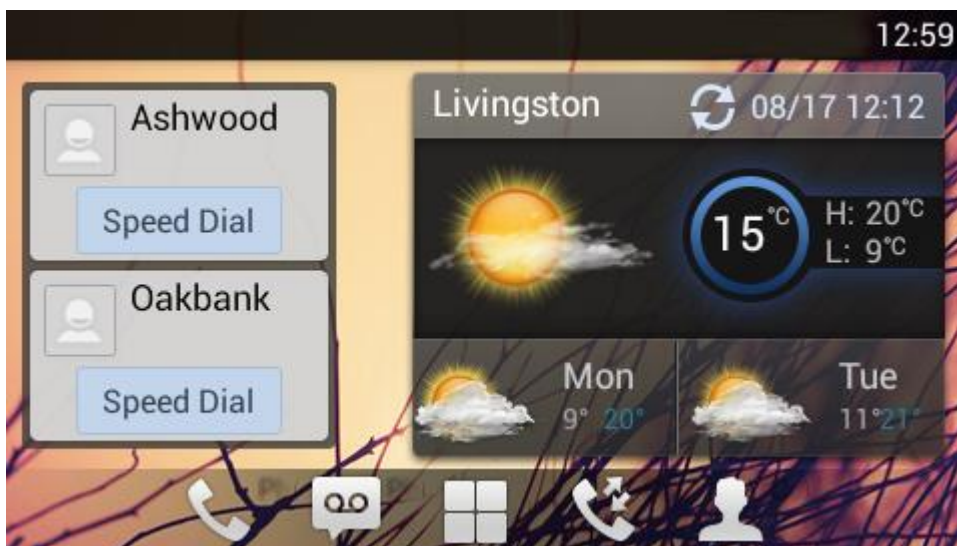 12:59
Ashwood
Speed Dial
Oakbank
Speed Dial
Livingston
08/17 12:12
15°C
H: 20°C
L: 9°C
Mon
9° 20°
Tue
11° 21°